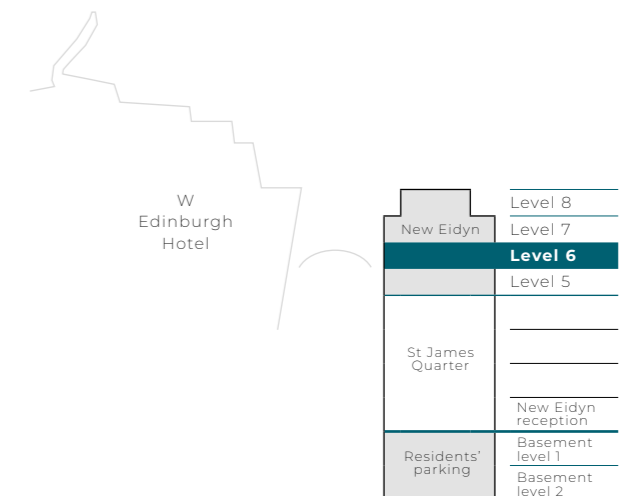 W
Edinburgh
Hotel
Level 8
New Eidyn
Level 7
Level 6
Level 5
St James
Quarter
New Eidyn
reception
Residents’
parking
Basement
level 1
Basement
level 2